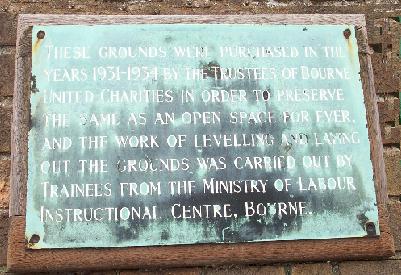 THESE GROUNDS WERE PURCHASED IN THE
YEARS 1931-1934 BY THE TRUSTEES OF BOURNE
UNITED CHARITIES IN ORDER TO PRESERVE
THE SAME AS AN OPEN SPACE FOR EVER,
AND THE WORK OF LEVELLING AND LAYING
OUT THE GROUNDS WAS CARRIED OUT BY
TRAINEES FROM THE MINISTRY OF LABOUR
INSTRUCTIONAL CENTRE, BOURNE.